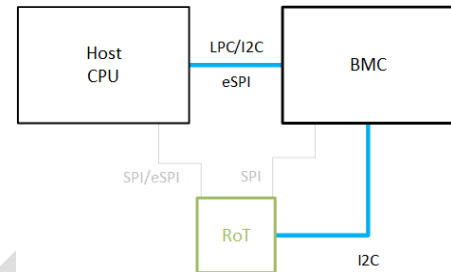 Host
CPU
LPC/I2C
eSPI
BMC
SPI/eSPI
SPI
RoT
I2C